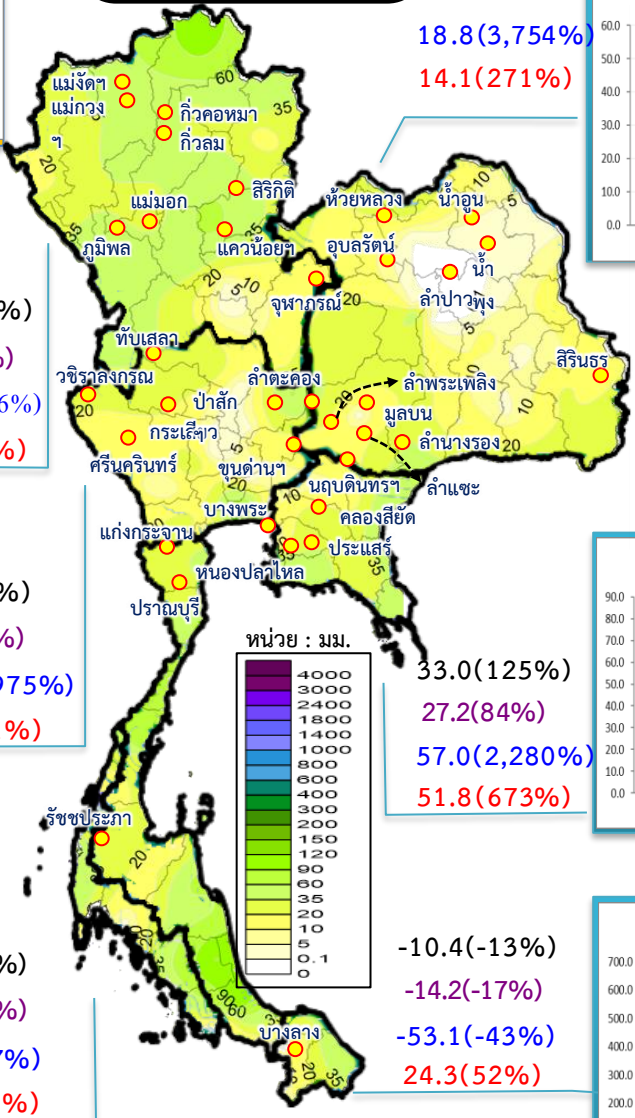 18.8(3,754%)
14.1(271%)
60.0
50.0
40.0
30.0
20.0
10.0
0.0
แม่งัดฯ
แม่กวง
ฯ
กิ่วคอหมา
กิ่วลม
สิริกิติ์
แม่มอก
ภูมิพล
แควน้อยฯ
ห้วยหลวง
น้ำอูน
อุบลรัตน์
น้ำ
ลำปาว
พุง
จุฬาภรณ์
ทับเสลา
สิรินธร
วชิราลงกรณ
ป่าสัก
ลำตะคอง
ลำพระเพลิง
มูลบน
กระเสียว
ลำนางรอง
ศรีนครินทร์
ขุนด่านฯ
นฤบดินทรฯ
ลำแซะ
บางพระ
คลองสียัด
แก่งกระจาน
ประแสร์
หนองปลาไหล
ปราณบุรี
%)
%)
6%)
%)
%)
%)
975%)
%)
หน่วย : มม.
4000
3000
2400
1800
1400
1000
800
600
400
300
200
150
120
90
60
35
20
10
5
0.1
0
33.0(125%)
27.2(84%)
57.0(2,280%)
51.8(673%)
90.0
80.0
70.0
60.0
50.0
40.0
30.0
20.0
10.0
0.0
รัชชประภา
บางลาง
%)
%)
7%)
%)
-10.4(-13%)
-14.2(-17%)
-53.1(-43%)
24.3(52%)
700.0
600.0
500.0
400.0
300.0
200.0